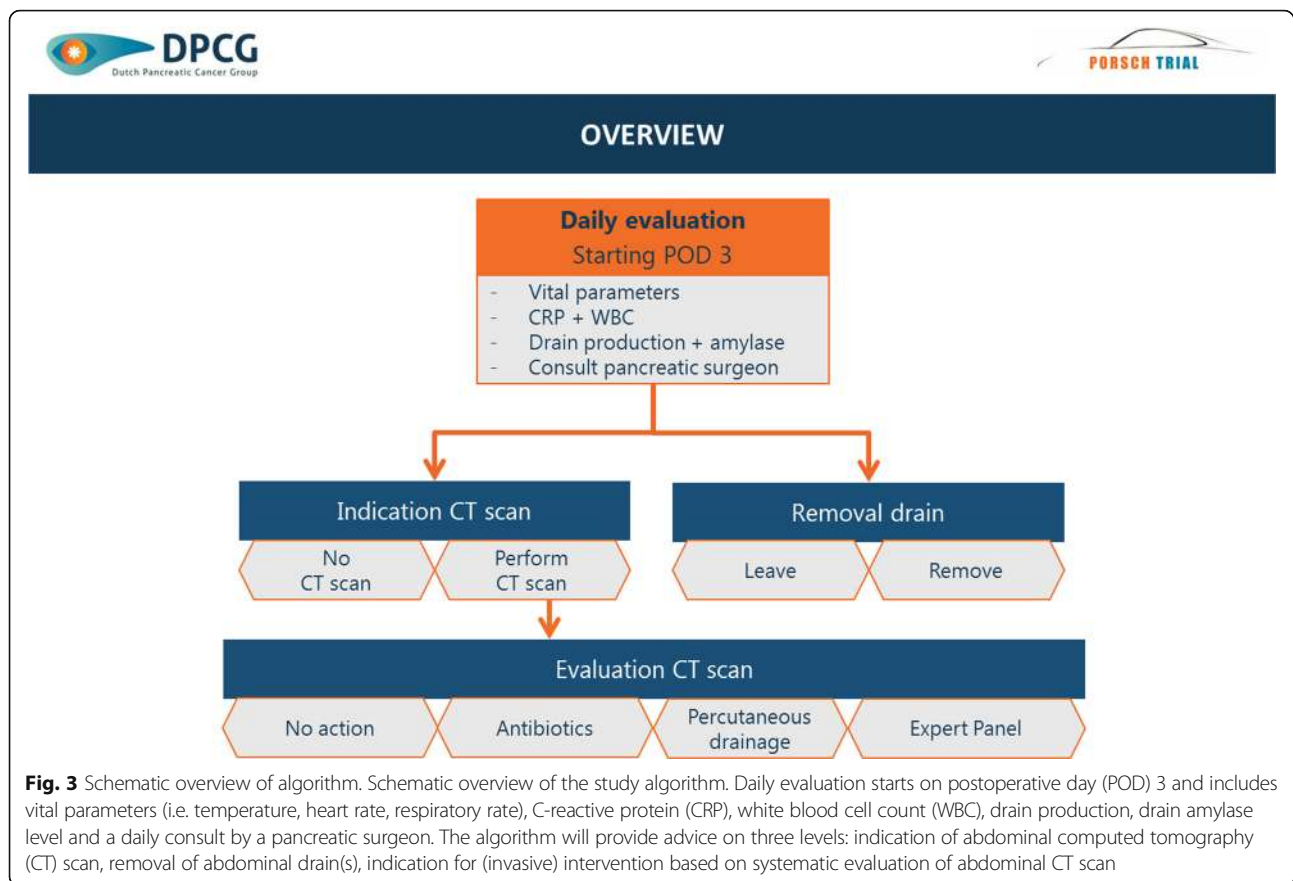 DPCG
Dutch Pancreatic Cancer Group
PORSCH TRIAL
OVERVIEW
Daily evaluation
Starting POD 3
- Vital parameters
- CRP + WBC
- Drain production + amylase
- Consult pancreatic surgeon
Indication CT scan
No
CT scan
Perform
CT scan
Removal drain
Leave
Remove
Evaluation CT scan
No action
Antibiotics
Percutaneous
drainage
Expert Panel
Fig. 3 Schematic overview of algorithm. Schematic overview of the study algorithm. Daily evaluation starts on postoperative day (POD) 3 and includes
vital parameters (i.e. temperature, heart rate, respiratory rate), C-reactive protein (CRP), white blood cell count (WBC), drain production, drain amylase
level and a daily consult by a pancreatic surgeon. The algorithm will provide advice on three levels: indication of abdominal computed tomography
(CT) scan, removal of abdominal drain(s), indication for (invasive) intervention based on systematic evaluation of abdominal CT scan